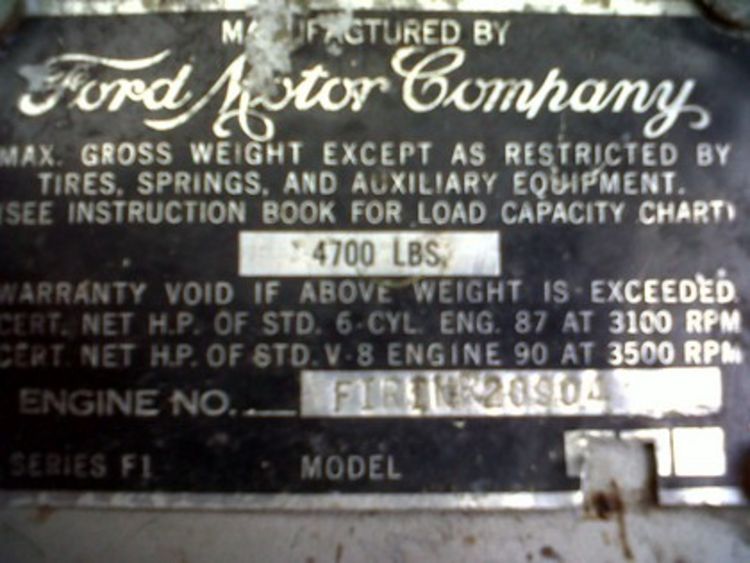 MANUFACTURED BY
Ford Motor Company
MAX. GROSS WEIGHT EXCEPT AS RESTRICTED BY
TIRES, SPRINGS, AND AUXILIARY EQUIPMENT.
(SEE INSTRUCTION BOOK FOR LOAD CAPACITY CHART)
4700 LBS.
WARRANTY VOID IF ABOVE WEIGHT IS EXCEEDED.
CERT. NET H.P. OF STD. 6-CYL. ENG. 87 AT 3100 RPM
CERT. NET H.P. OF STD. V-8 ENGINE 90 AT 3500 RPM
ENGINE NO.
SERIES F1 MODEL